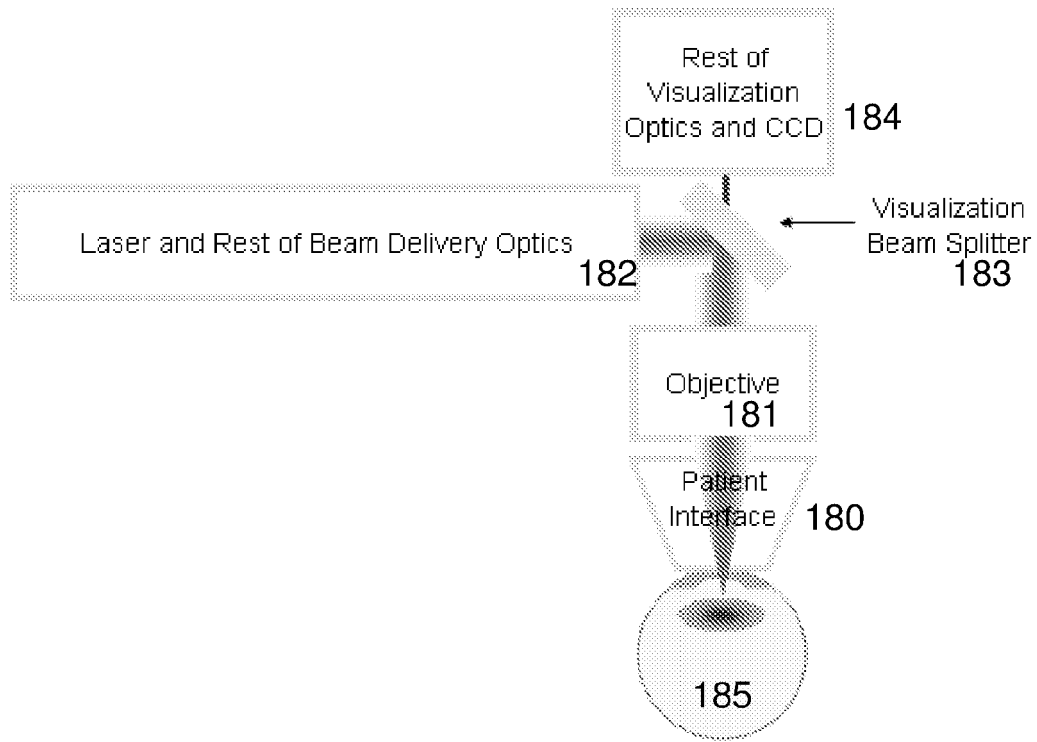 Rest of
Visualization
Optics and CCD
184
Laser and Rest of Beam Delivery Optics
182
Visualization
Beam Splitter
183
Objective
181
Patient
Interface
180
185